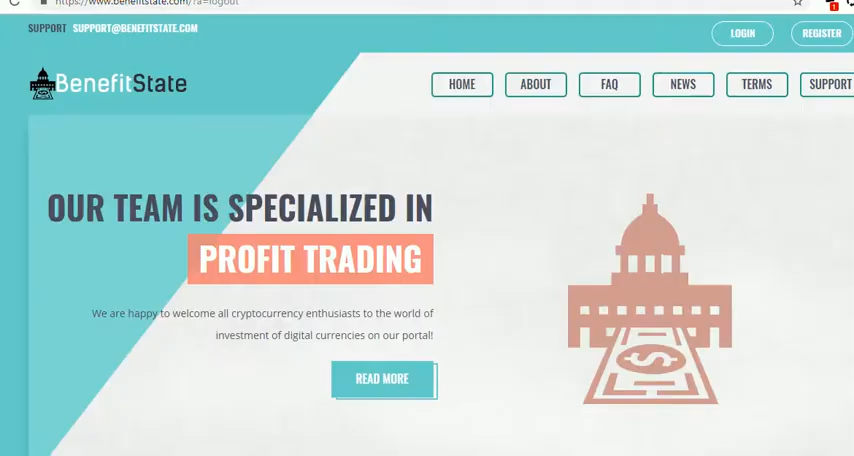 https://www.benefitstate.com/?a=logout
1
SUPPORT SUPPORT@BENEFITSTATE.COM
LOGIN
REGISTER
BenefitState
HOME
ABOUT
FAQ
NEWS
TERMS
SUPPORT
OUR TEAM IS SPECIALIZED IN
PROFIT TRADING
We are happy to welcome all cryptocurrency enthusiasts to the world of
investment of digital currencies on our portal!
READ MORE